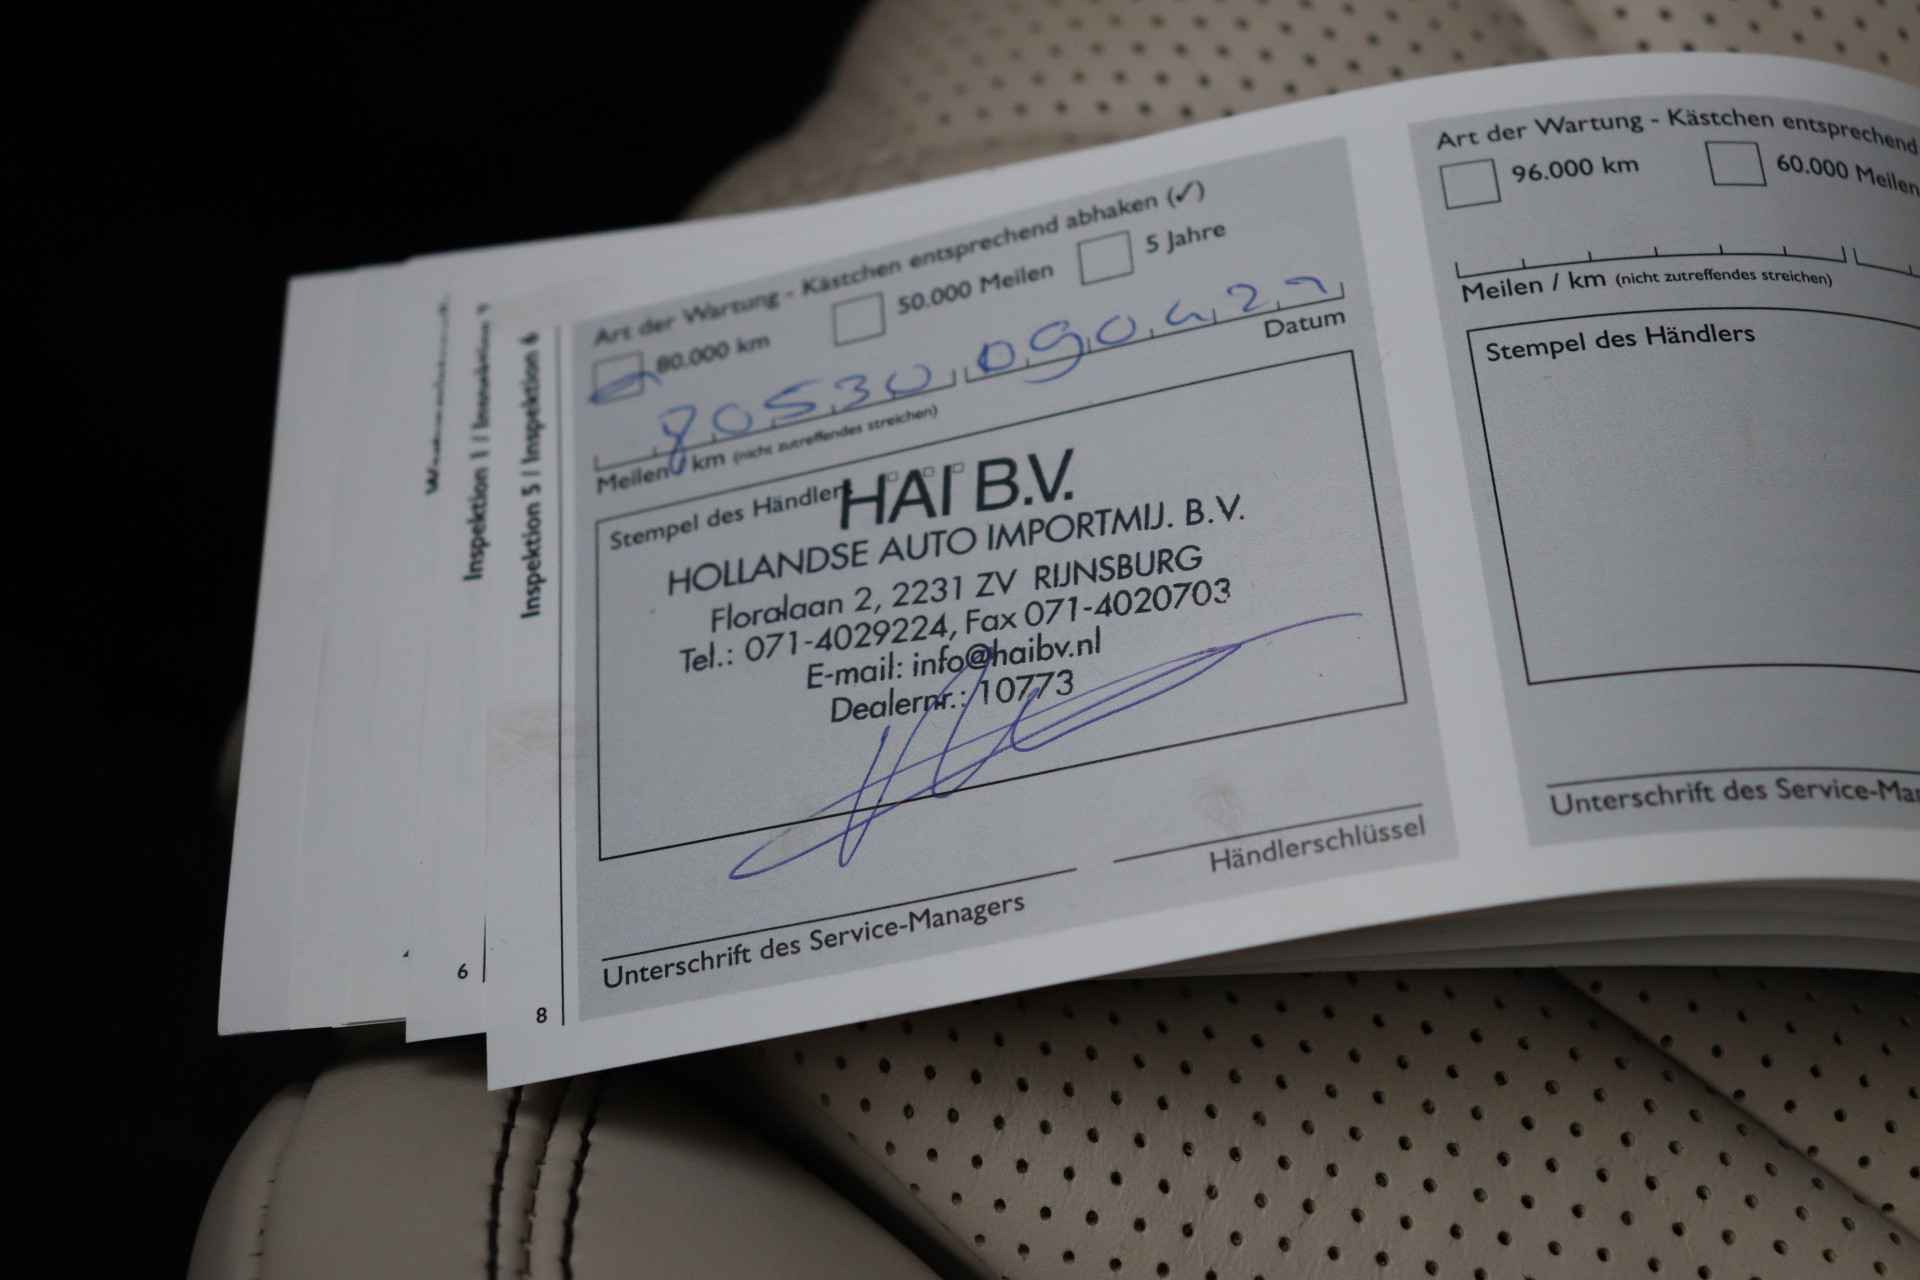 Art der Wartung - Kästchen entsprechend abhaken (✓)
80.000 km
50.000 Meilen
5 Jahre
80530
Meilen / km (nicht zutreffendes streichen)
Datum
Stempel des Händlers
HAI B.V.
HOLLANDSE AUTO IMPORTMIJ. B.V.
Floralaan 2, 2231 ZV RIJNSBURG
Tel.: 071-4029224, Fax 071-4020703
E-mail: info@haibv.nl
Dealernr.: 10773
Unterschrift des Service-Managers
Händlerschlüssel
Inspektion 5 / Inspektion 6
8
Inspektion 1 / Inspektion
6
Art der Wartung - Kästchen entsprechend
96.000 km
60.000 Meilen
Meilen / km (nicht zutreffendes streichen)
Stempel des Händlers
Unterschrift des Service-Ma